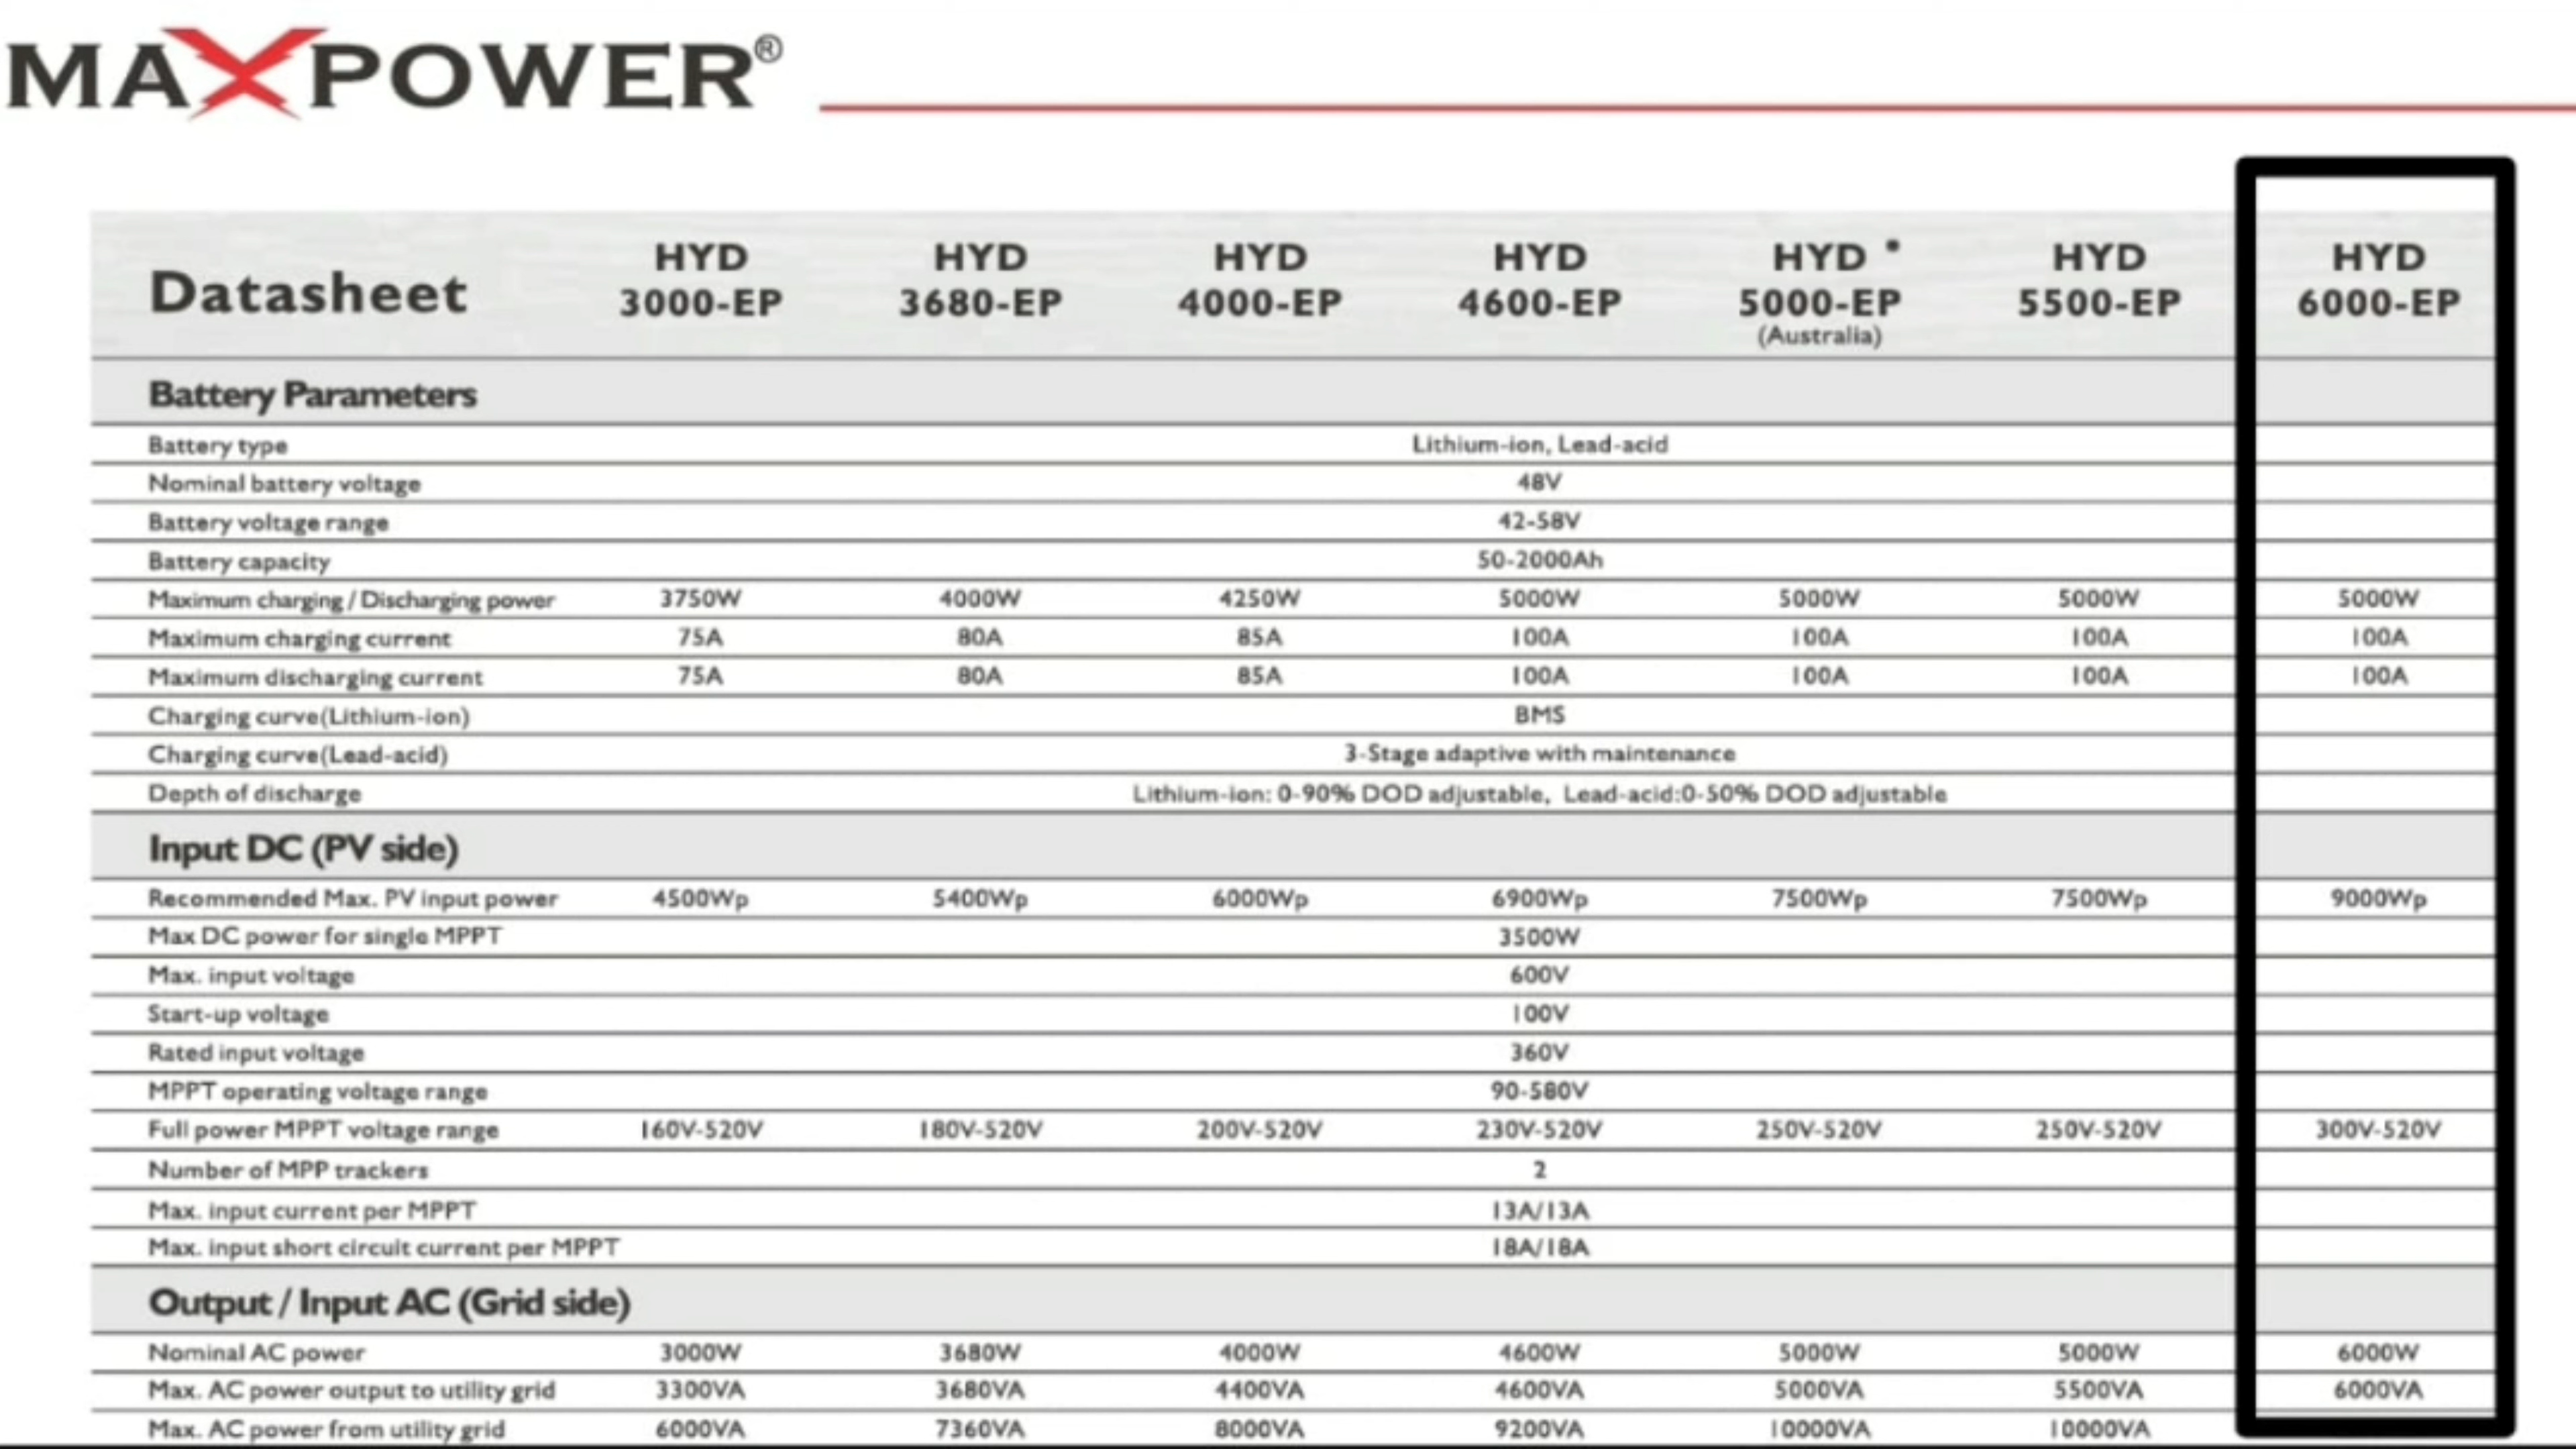 MAXPOWER®
Datasheet HYD 3000-EP HYD 3680-EP HYD 4000-EP HYD 4600-EP HYD * 5000-EP (Australia) HYD 5500-EP HYD 6000-EP
Battery Parameters
Battery type Lithium-ion, Lead-acid
Nominal battery voltage 48V
Battery voltage range 42-58V
Battery capacity 50-2000Ah
Maximum charging / Discharging power 3750W 4000W 4250W 5000W 5000W 5000W 5000W
Maximum charging current 75A 80A 85A 100A 100A 100A 100A
Maximum discharging current 75A 80A 85A 100A 100A 100A 100A
Charging curve(Lithium-ion) BMS
Charging curve(Lead-acid) 3-Stage adaptive with maintenance
Depth of discharge Lithium-ion: 0-90% DOD adjustable, Lead-acid:0-50% DOD adjustable
Input DC (PV side)
Recommended Max. PV input power 4500Wp 5400Wp 6000Wp 6900Wp 7500Wp 7500Wp 9000Wp
Max DC power for single MPPT 3500W
Max. input voltage 600V
Start-up voltage 100V
Rated input voltage 360V
MPPT operating voltage range 90-580V
Full power MPPT voltage range 160V-520V 180V-520V 200V-520V 230V-520V 250V-520V 250V-520V 300V-520V
Number of MPP trackers 2
Max. input current per MPPT 13A/13A
Max. input short circuit current per MPPT 18A/18A
Output / Input AC (Grid side)
Nominal AC power 3000W 3680W 4000W 4600W 5000W 5000W 6000W
Max. AC power output to utility grid 3300VA 3680VA 4400VA 4600VA 5000VA 5500VA 6000VA
Max. AC power from utility grid 6000VA 7360VA 8000VA 9200VA 10000VA 10000VA